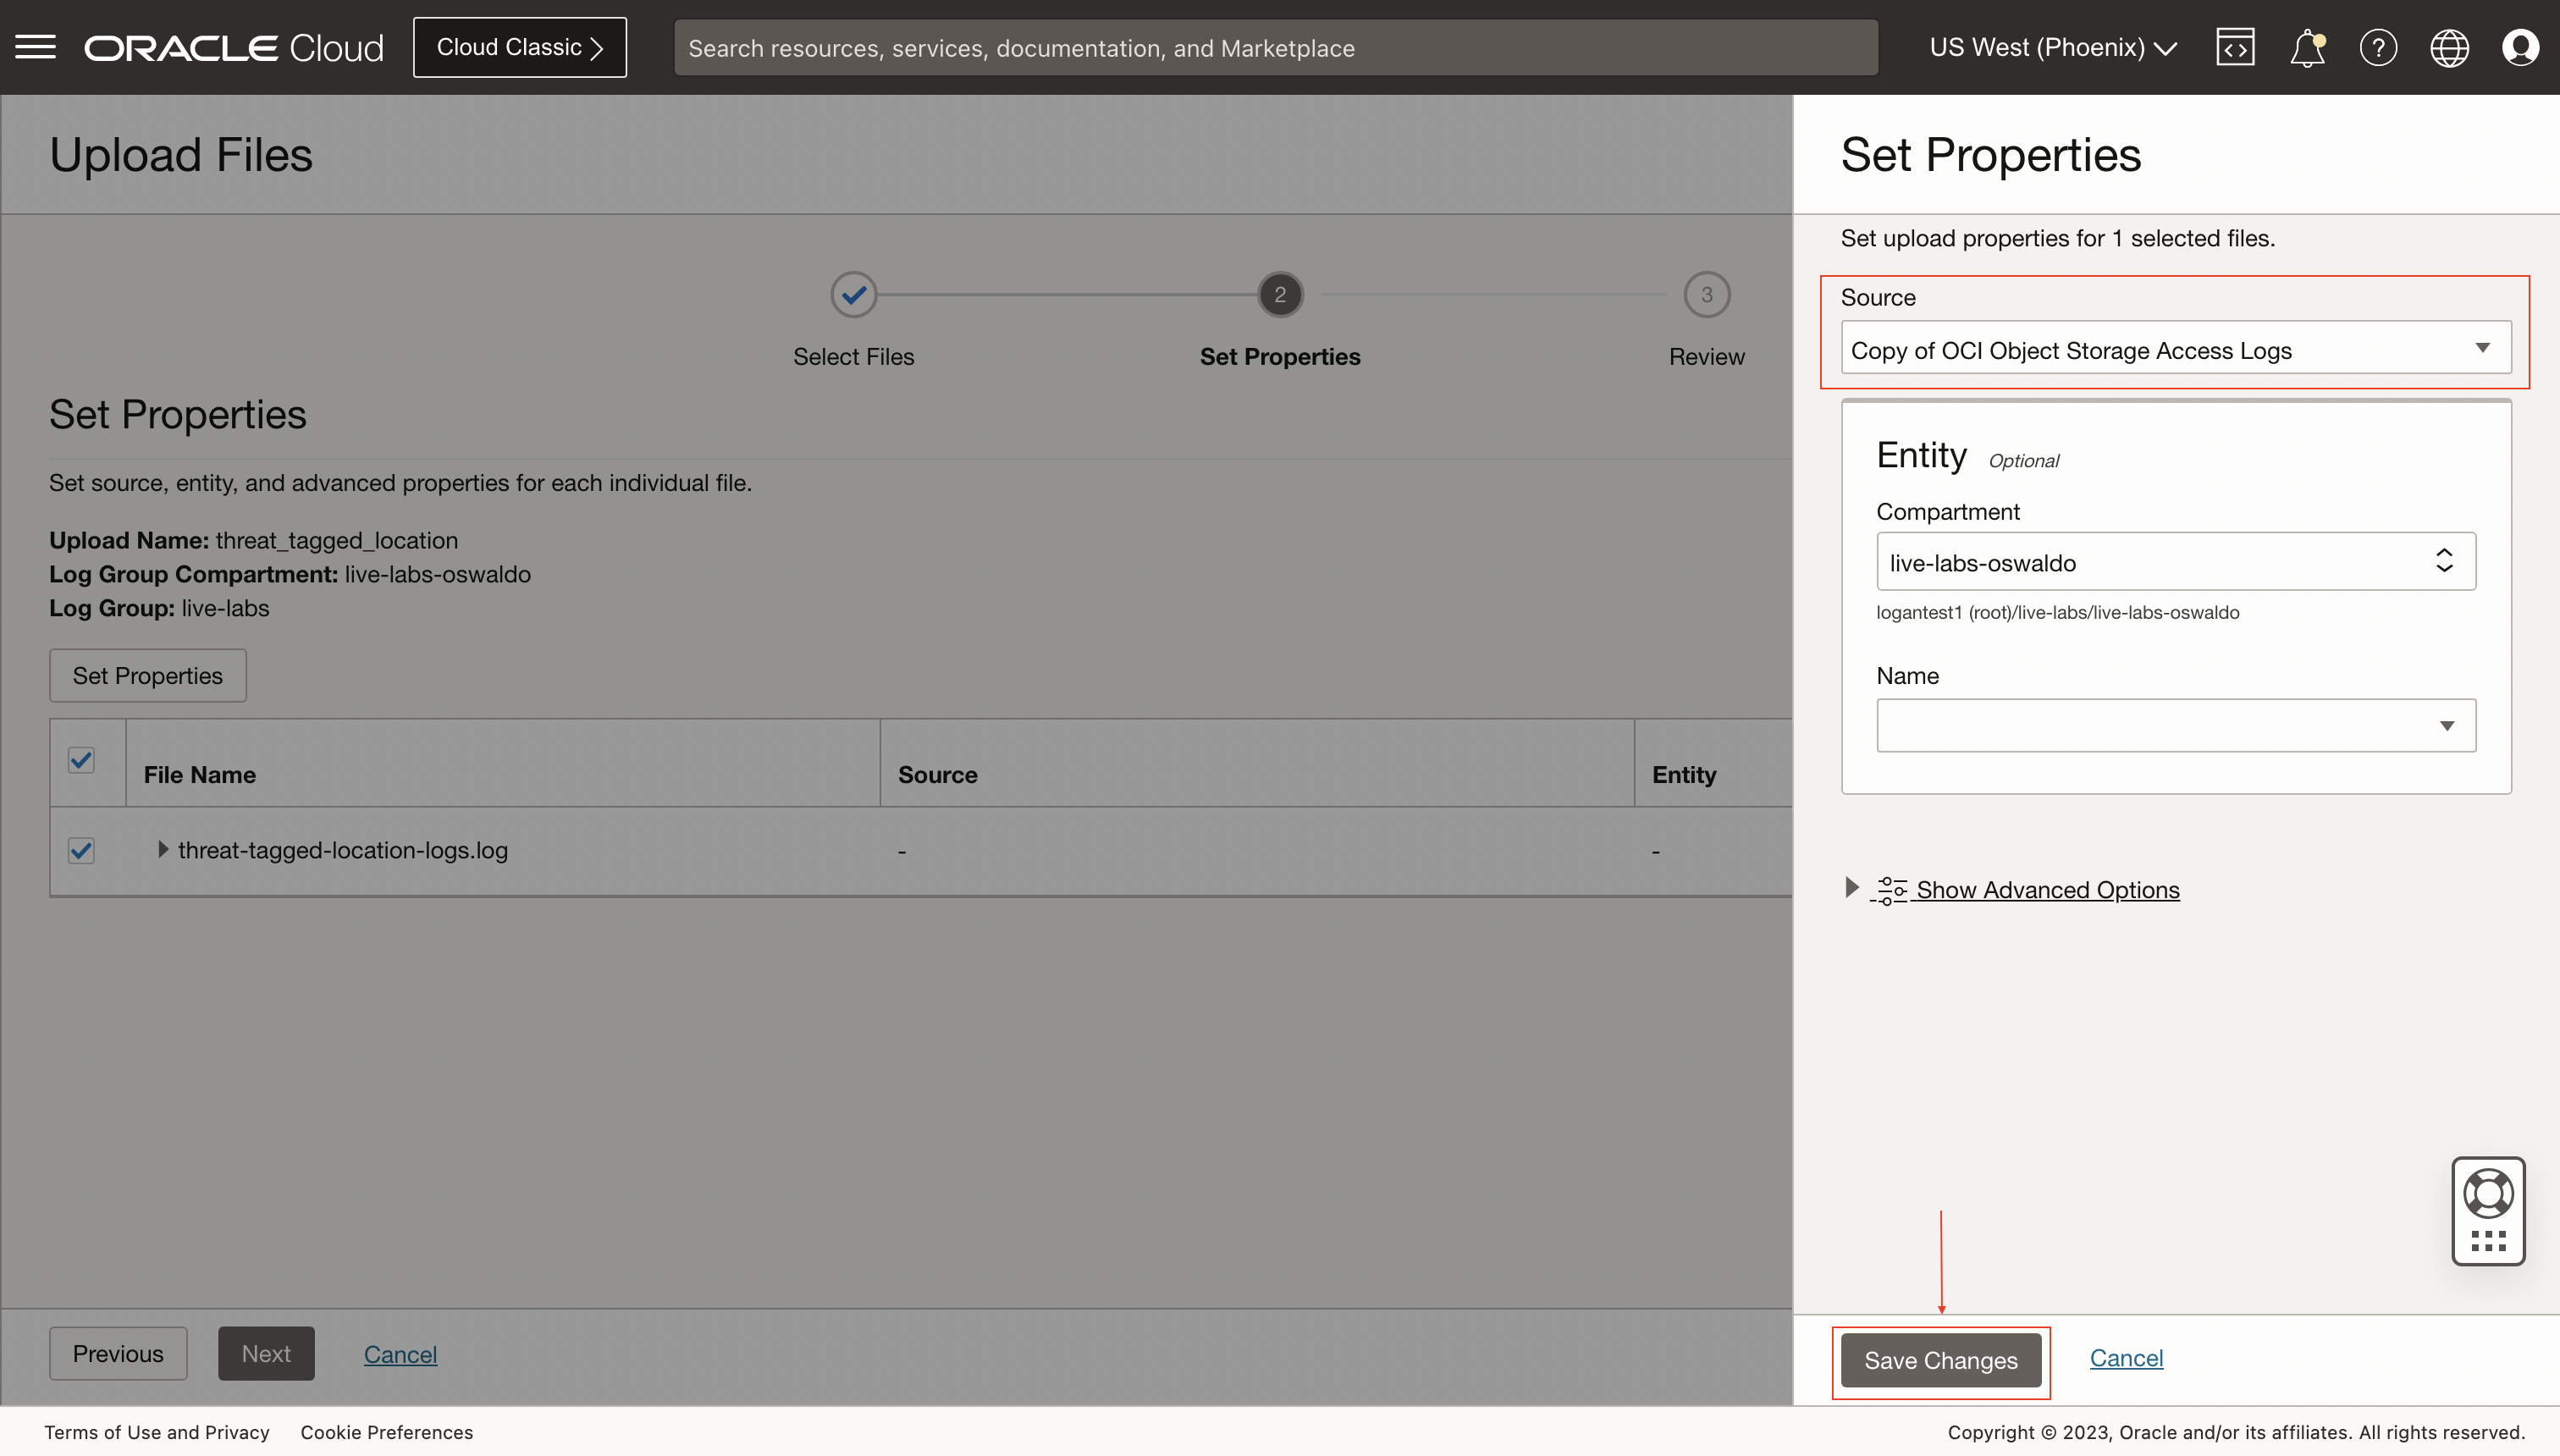 ORACLE Cloud
Cloud Classic
Search resources, services, documentation, and Marketplace
US West (Phoenix)
?
Upload Files
2
3
Select Files
Set Properties
Review
Set Properties
Set source, entity, and advanced properties for each individual file.
Upload Name: threat_tagged_location
Log Group Compartment: live-labs-oswaldo
Log Group: live-labs
Set Properties
File Name
Source
Entity
threat-tagged-location-logs.log
-
-
Previous
Next
Cancel
Set Properties
Set upload properties for 1 selected files.
Source
Copy of OCI Object Storage Access Logs
Entity Optional
Compartment
live-labs-oswaldo
logantest1 (root)/live-labs/live-labs-oswaldo
Name
Show Advanced Options
Save Changes
Cancel
Terms of Use and Privacy
Cookie Preferences
Copyright © 2023, Oracle and/or its affiliates. All rights reserved.